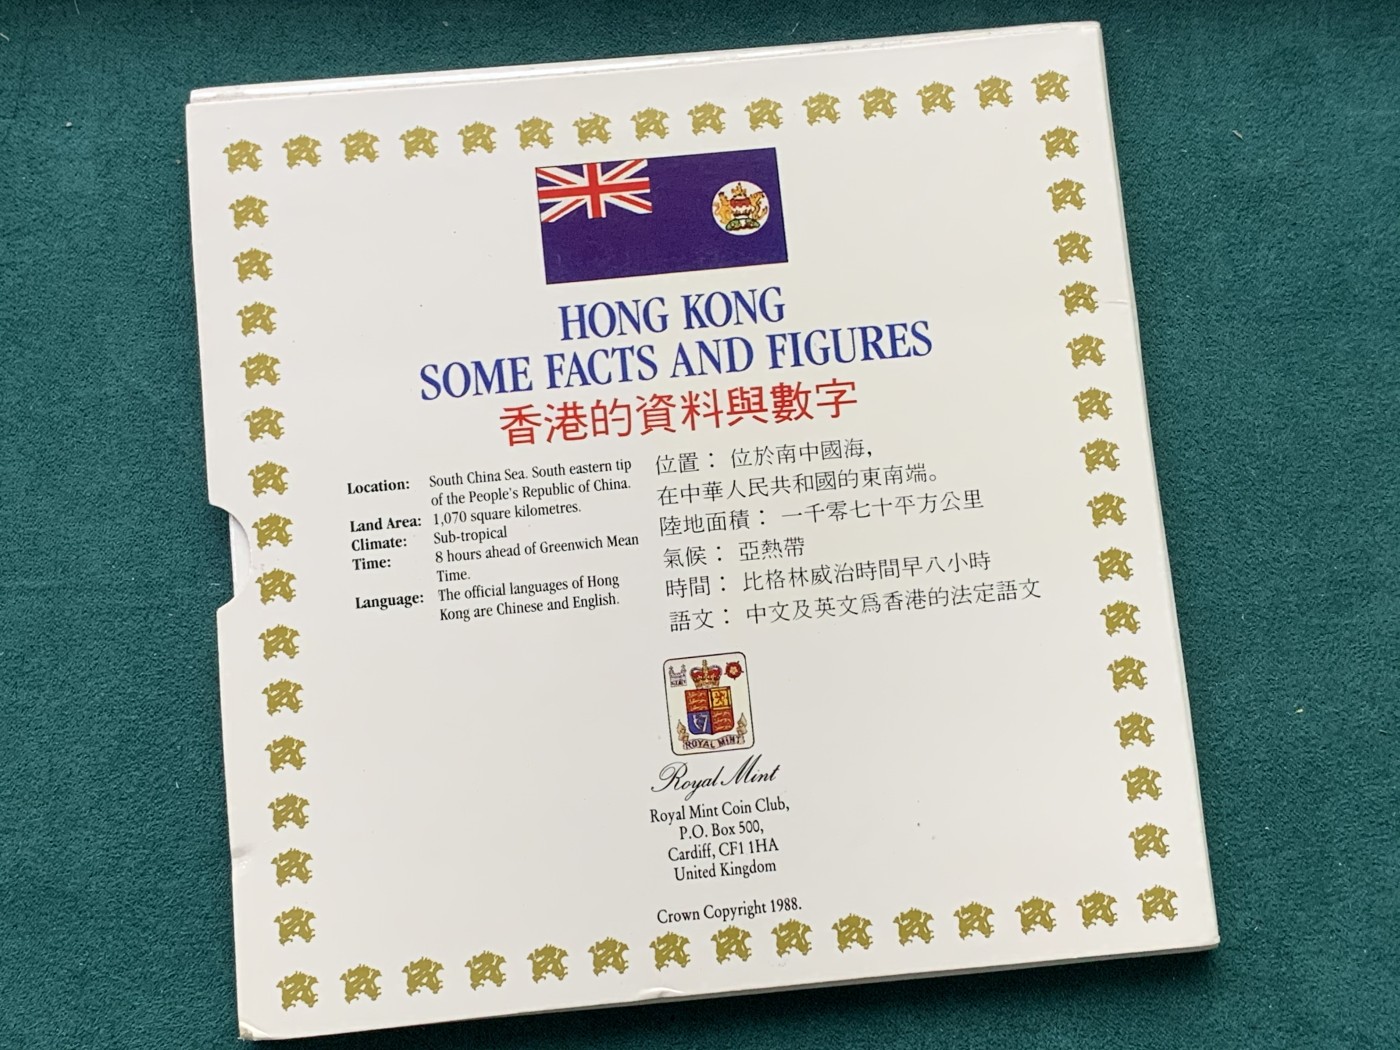 HONG KONG
SOME FACTS AND FIGURES
香港的資料與數字
Location: South China Sea. South eastern tip
of the People's Republic of China.
Land Area: 1,070 square kilometres.
Climate: Sub-tropical
Time: 8 hours ahead of Greenwich Mean
Time.
Language: The official languages of Hong
Kong are Chinese and English.
位置： 位於南中國海，
在中華人民共和國的東南端。
陸地面積： 一千零七十平方公里
氣候： 亞熱帶
時間： 比格林威治時間早八小時
語文： 中文及英文爲香港的法定語文
ROYAL MINT
Royal Mint
Royal Mint Coin Club,
P.O. Box 500,
Cardiff, CF1 1HA
United Kingdom
Crown Copyright 1988.